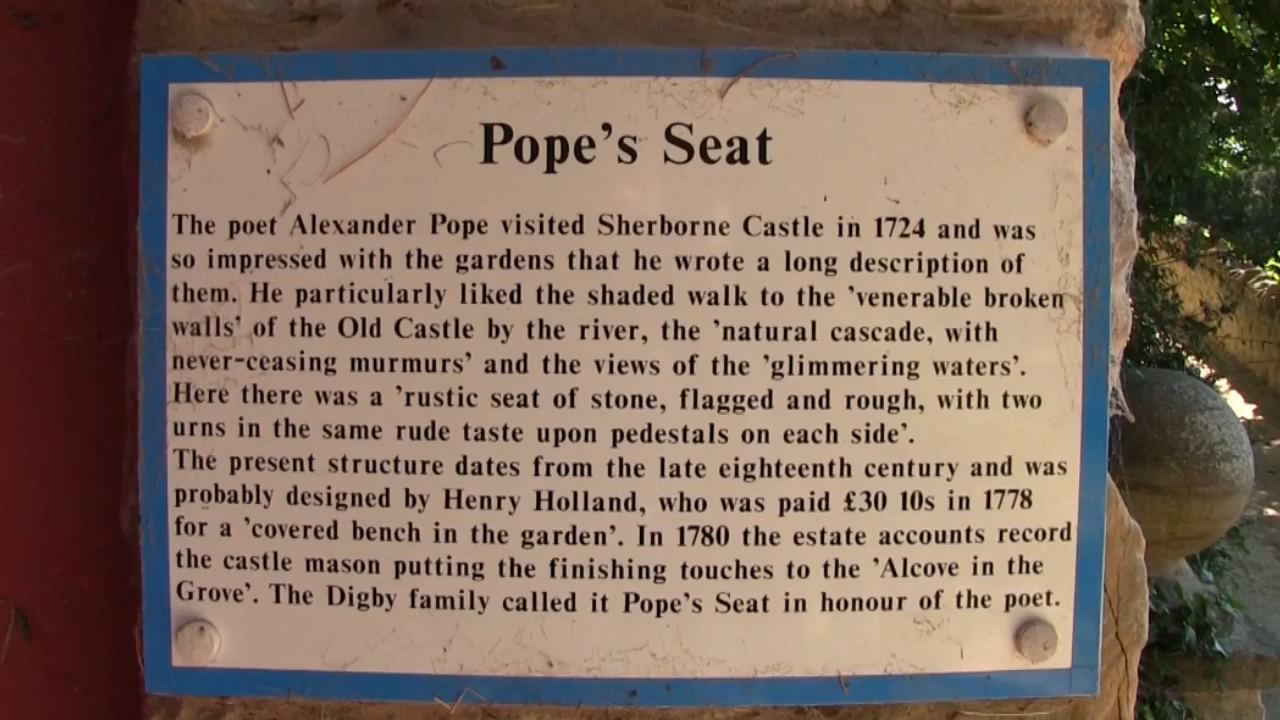 Pope's Seat
The poet Alexander Pope visited Sherborne Castle in 1724 and was
so impressed with the gardens that he wrote a long description of
them. He particularly liked the shaded walk to the 'venerable broken
walls' of the Old Castle by the river, the 'natural cascade, with
never-ceasing murmurs' and the views of the 'glimmering waters'.
Here there was a 'rustic seat of stone, flagged and rough, with two
urns in the same rude taste upon pedestals on each side'.
The present structure dates from the late eighteenth century and was
probably designed by Henry Holland, who was paid £30 10s in 1778
for a 'covered bench in the garden'. In 1780 the estate accounts record
the castle mason putting the finishing touches to the 'Alcove in the
Grove'. The Digby family called it Pope's Seat in honour of the poet.